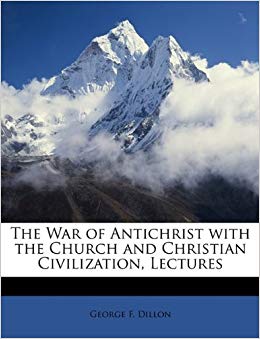 The War of Antichrist with
the Church and Christian
Civilization, Lectures
George F. Dillon